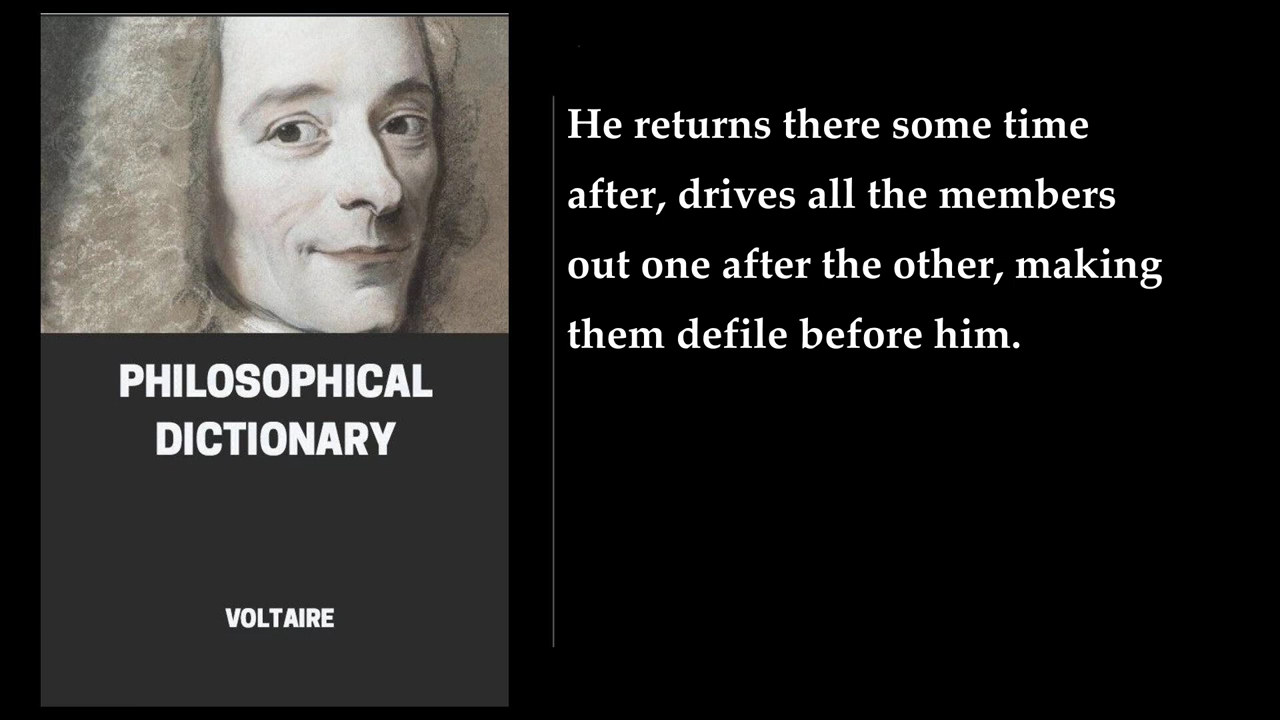 PHILOSOPHICAL
DICTIONARY
VOLTAIRE
He returns there some time
after, drives all the members
out one after the other, making
them defile before him.